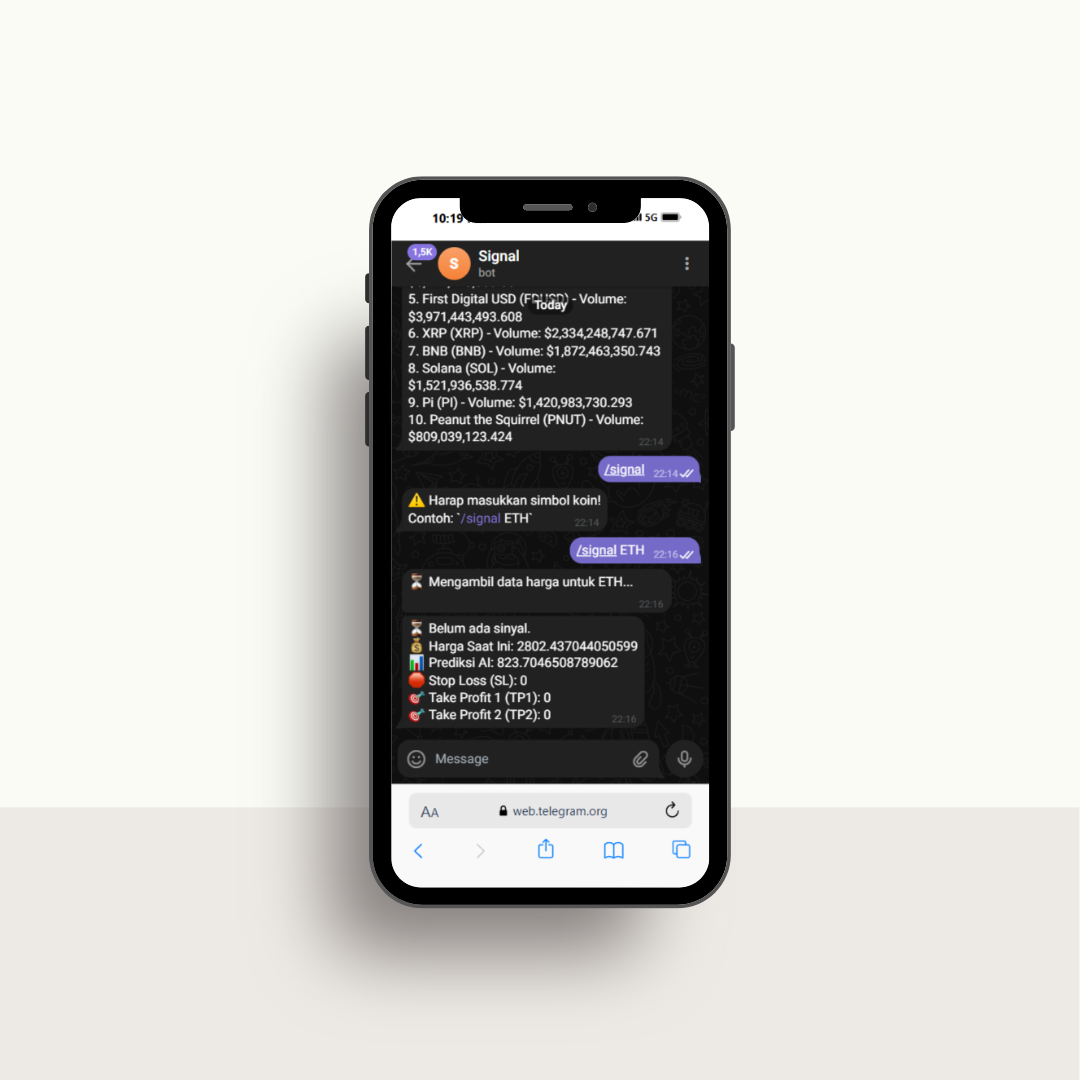 10:19
5G
1,5K
S
Signal
bot
5. First Digital USD (FDUSD) - Volume:
Today
$3,971,443,493.608
6. XRP (XRP) - Volume: $2,334,248,747.671
7. BNB (BNB) - Volume: $1,872,463,350.743
8. Solana (SOL) - Volume:
$1,521,936,538.774
9. Pi (PI) - Volume: $1,420,983,730.293
10. Peanut the Squirrel (PNUT) - Volume:
$809,039,123.424
22:14
/signal 22:14
Harap masukkan simbol koin!
Contoh: `/signal ETH`
22:14
/signal ETH 22:16
Mengambil data harga untuk ETH...
22:16
Belum ada sinyal.
Harga Saat Ini: 2802.437044050599
Prediksi AI: 823.7046508789062
Stop Loss (SL): 0
Take Profit 1 (TP1): 0
Take Profit 2 (TP2): 0
22:16
Message
AA
web.telegram.org